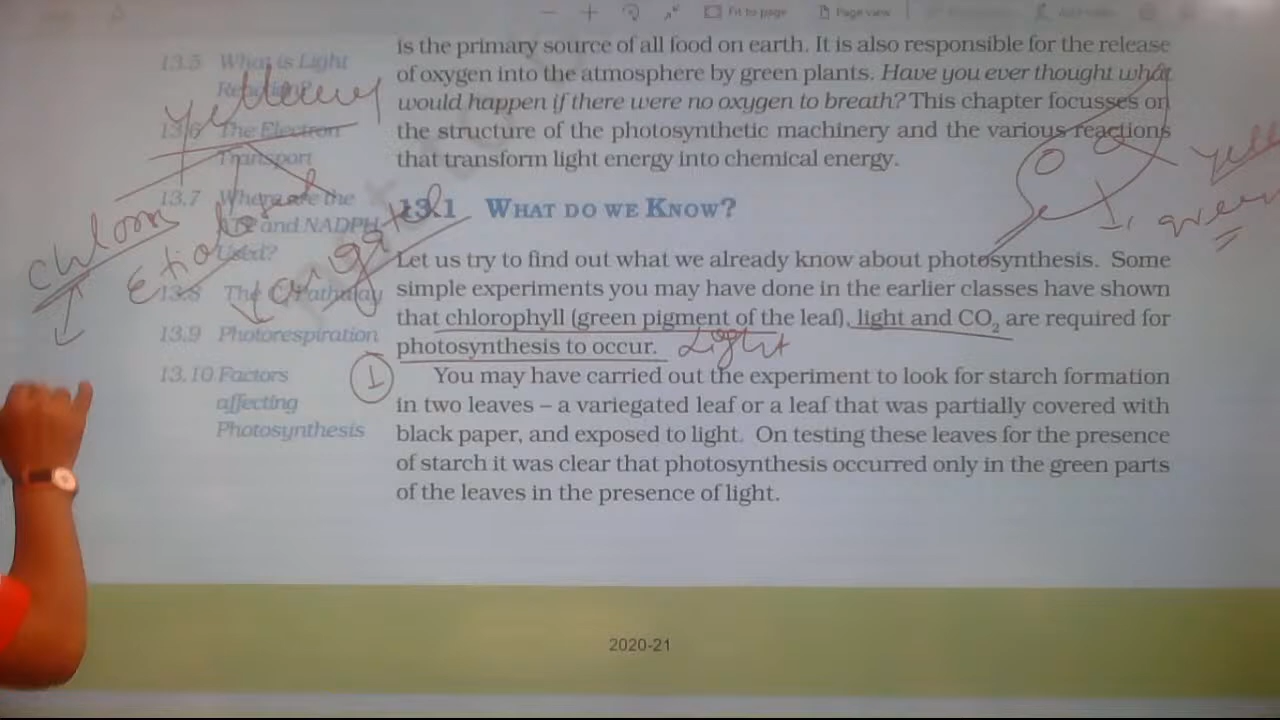 Fit to page Page view
is the primary source of all food on earth. It is also responsible for the release
of oxygen into the atmosphere by green plants. Have you ever thought what
would happen if there were no oxygen to breath? This chapter focusses on
the structure of the photosynthetic machinery and the various reactions
that transform light energy into chemical energy.
13.5 What is Light
13.6 The Electron
Transport
13.7 Where are the
and NADPH
Used?
13.8 The Pathway
13.9 Photorespiration
13.10 Factors
affecting
Photosynthesis
13.1 WHAT DO WE KNOW?
Let us try to find out what we already know about photosynthesis. Some
simple experiments you may have done in the earlier classes have shown
that chlorophyll (green pigment of the leaf), light and CO2 are required for
photosynthesis to occur. Light
1 You may have carried out the experiment to look for starch formation
in two leaves – a variegated leaf or a leaf that was partially covered with
black paper, and exposed to light. On testing these leaves for the presence
of starch it was clear that photosynthesis occurred only in the green parts
of the leaves in the presence of light.
green
2020-21